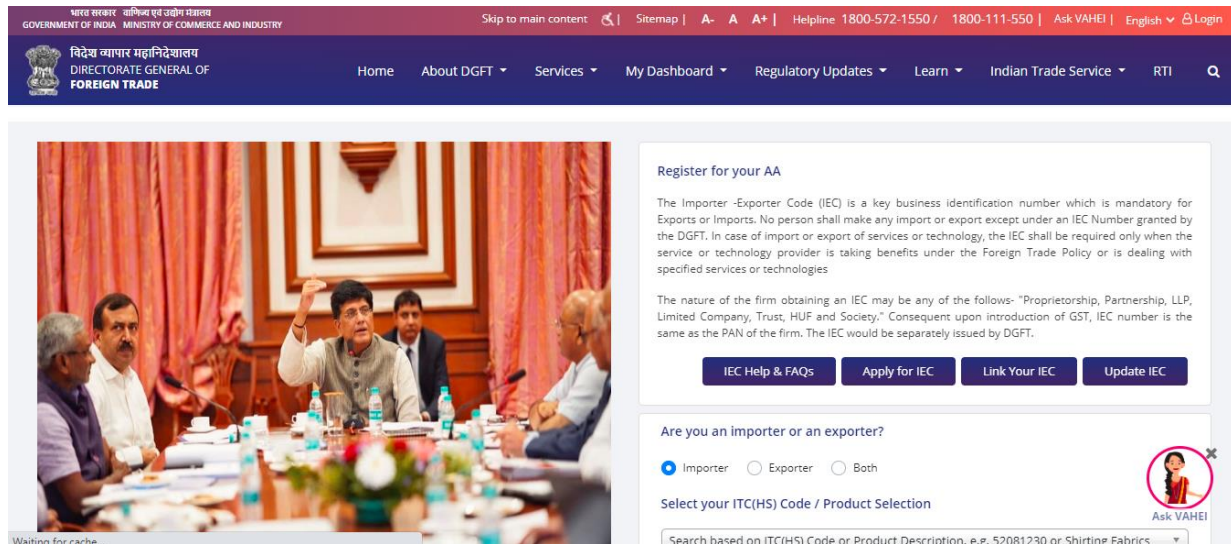 भारत सरकार वाणिज्य एवं उद्योग मंत्रालय
GOVERNMENT OF INDIA MINISTRY OF COMMERCE AND INDUSTRY
Skip to main content | Sitemap | A- A A+ | Helpline 1800-572-1550 / 1800-111-550 | Ask VAHEI | English Login
विदेश व्यापार महानिदेशालय
DIRECTORATE GENERAL OF
FOREIGN TRADE
Home About DGFT Services My Dashboard Regulatory Updates Learn Indian Trade Service RTI
Register for your AA
The Importer -Exporter Code (IEC) is a key business identification number which is mandatory for
Exports or Imports. No person shall make any import or export except under an IEC Number granted by
the DGFT. In case of import or export of services or technology, the IEC shall be required only when the
service or technology provider is taking benefits under the Foreign Trade Policy or is dealing with
specified services or technologies
The nature of the firm obtaining an IEC may be any of the follows- "Proprietorship, Partnership, LLP,
Limited Company, Trust, HUF and Society." Consequent upon introduction of GST, IEC number is the
same as the PAN of the firm. The IEC would be separately issued by DGFT.
IEC Help & FAQs Apply for IEC Link Your IEC Update IEC
Are you an importer or an exporter?
Importer Exporter Both
Select your ITC(HS) Code / Product Selection
Ask VAHEI
Search based on ITC(HS) Code or Product Description, e.g. 52081230 or Shirting Fabrics
Waiting for cache